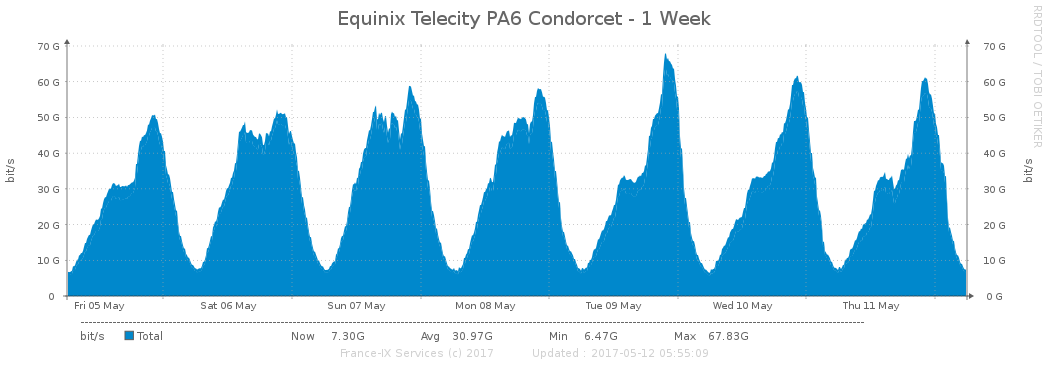 Equinix Telecity PA6 Condorcet - 1 Week
RRDTOOL / TOBI OETIKER
70 G 70 G
60 G 60 G
50 G 50 G
40 G 40 G
30 G 30 G
20 G 20 G
10 G 10 G
0 0 G
bit/s
bit/s
Fri 05 May Sat 06 May Sun 07 May Mon 08 May Tue 09 May Wed 10 May Thu 11 May
bit/s Total Now 7.30G Avg 30.97G Min 6.47G Max 67.83G
France-IX Services (c) 2017 Updated : 2017-05-12 05:55:09